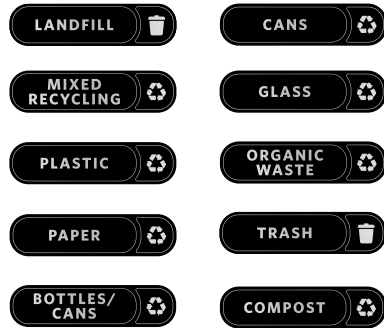 LANDFILL
CANS
MIXED
RECYCLING
GLASS
PLASTIC
ORGANIC
WASTE
PAPER
TRASH
BOTTLES/
CANS
COMPOST